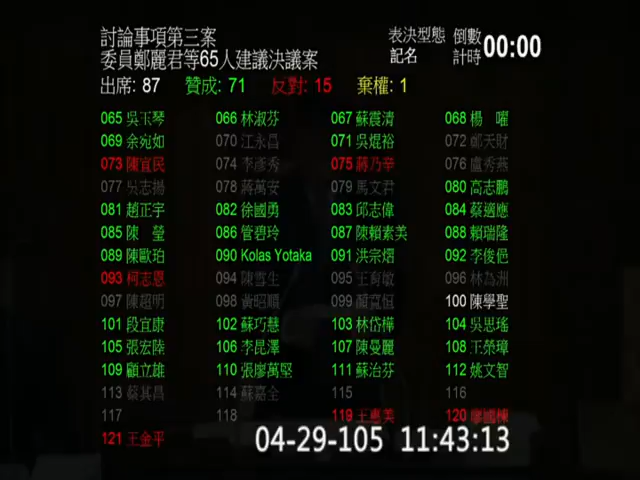 討論事項第三案
委員鄭麗君等65人建議決議案
表決型態 記名
倒數計時 00:00
出席: 87 贊成: 71 反對: 15 棄權: 1
065 吳玉琴 066 林淑芬 067 蘇震清 068 楊 曜
069 余宛如 070 江永昌 071 吳焜裕 072 鄭天財
073 陳宜民 074 李彥秀 075 蔣乃辛 076 盧秀燕
077 吳志揚 078 蔣萬安 079 馬文君 080 高志鵬
081 趙正宇 082 徐國勇 083 邱志偉 084 蔡適應
085 陳 瑩 086 管碧玲 087 陳賴素美 088 賴瑞隆
089 陳歐珀 090 Kolas Yotaka 091 洪宗熠 092 李俊俋
093 柯志恩 094 陳雪生 095 王育敏 096 林為洲
097 陳超明 098 黃昭順 099 顏寬恒 100 陳學聖
101 段宜康 102 蘇巧慧 103 林岱樺 104 吳思瑤
105 張宏陸 106 李昆澤 107 陳曼麗 108 王榮璋
109 顧立雄 110 張廖萬堅 111 蘇治芬 112 姚文智
113 蔡其昌 114 蘇嘉全 115 116
117 118 119 王惠美 120 廖國棟
121 王金平
04-29-105 11:43:13